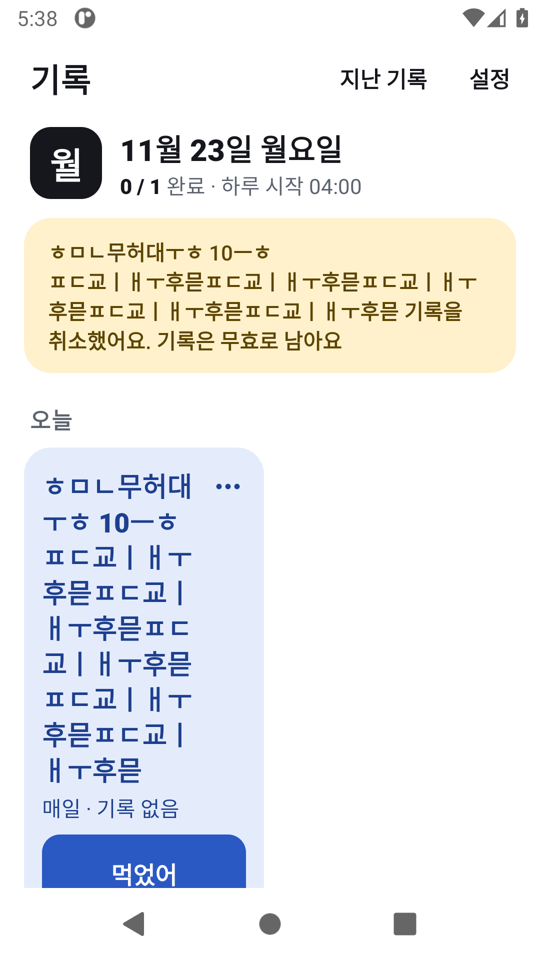 5:38
기록
지난 기록
설정
월
11월 23일 월요일
0 / 1 완료 · 하루 시작 04:00
ㅎㅁㄴ무허대ㅜㅎ 10ㅡㅎ
ㅍㄷ교ㅣㅐㅜ후믇ㅍㄷ교ㅣㅐㅜ후믇ㅍㄷ교ㅣㅐㅜ
후믇ㅍㄷ교ㅣㅐㅜ후믇ㅍㄷ교ㅣㅐㅜ후믇 기록을
취소했어요. 기록은 무효로 남아요
오늘
ㅎㅁㄴ무허대
ㅜㅎ 10ㅡㅎ
ㅍㄷ교ㅣㅐㅜ
후믇ㅍㄷ교ㅣ
ㅐㅜ후믇ㅍㄷ
교ㅣㅐㅜ후믇
ㅍㄷ교ㅣㅐㅜ
후믇ㅍㄷ교ㅣ
ㅐㅜ후믇
매일 · 기록 없음
먹었어